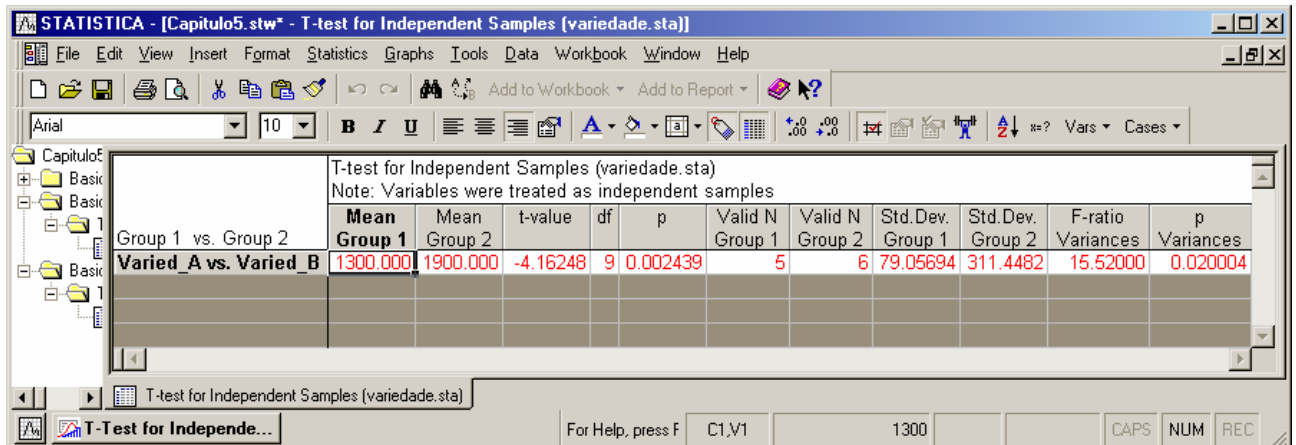 STATISTICA - [Capitulo5.stw* - T-test for Independent Samples (variedade.sta)]
File Edit View Insert Format Statistics Graphs Tools Data Workbook Window Help
Add to Workbook Add to Report
Arial 10 B I U A a .00 .00 x=? Vars Cases
Capitulo5
Basic
Basic
T
Basic
T
T-test for Independent Samples (variedade.sta)
Note: Variables were treated as independent samples
Group 1 vs. Group 2 Mean Group 1 Mean Group 2 t-value df p Valid N Group 1 Valid N Group 2 Std.Dev. Group 1 Std.Dev. Group 2 F-ratio Variances p Variances
Varied_A vs. Varied_B 1300.000 1900.000 -4.16248 9 0.002439 5 6 79.05694 311.4482 15.52000 0.020004
T-test for Independent Samples (variedade.sta)
T-Test for Independe... For Help, press F C1,V1 1300 CAPS NUM REC